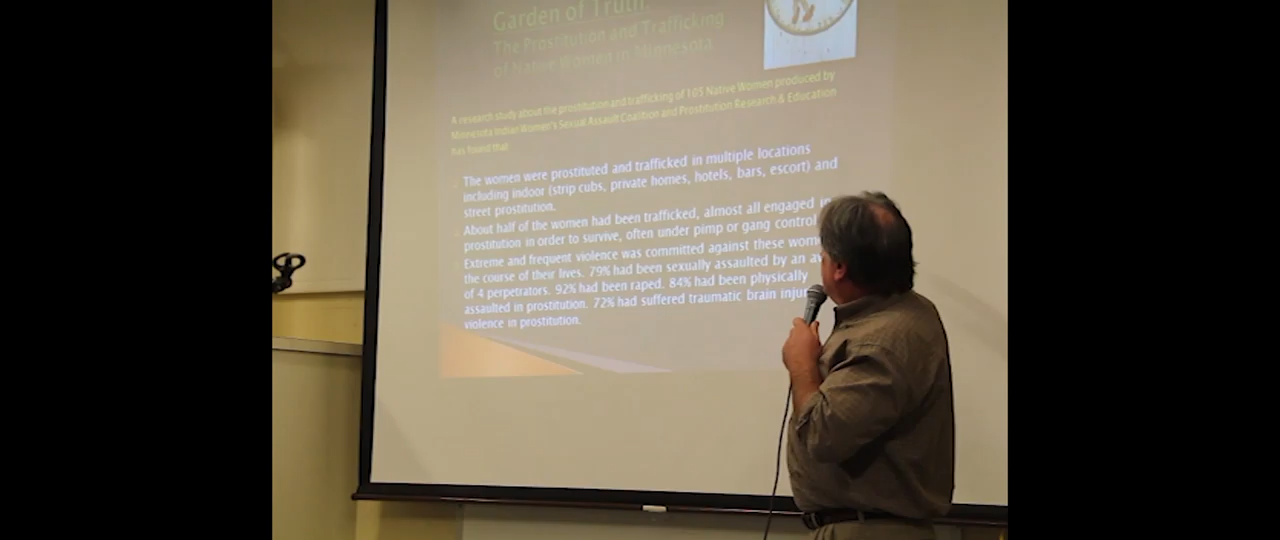 Garden of Truth:
The Prostitution and Trafficking
of Native Women in Minnesota
A research study about the prostitution and trafficking of 105 Native Women produced by
Minnesota Indian Women's Sexual Assault Coalition and Prostitution Research & Education
has found that
The women were prostituted and trafficked in multiple locations
including indoor (strip cubs, private homes, hotels, bars, escort) and
street prostitution.
About half of the women had been trafficked, almost all engaged in
prostitution in order to survive, often under pimp or gang control
Extreme and frequent violence was committed against these
the course of their lives. 79% had been sexually assaulted by an
of 4 perpetrators. 92% had been raped. 84% had been physically
assaulted in prostitution. 72% had suffered traumatic brain
violence in prostitution.